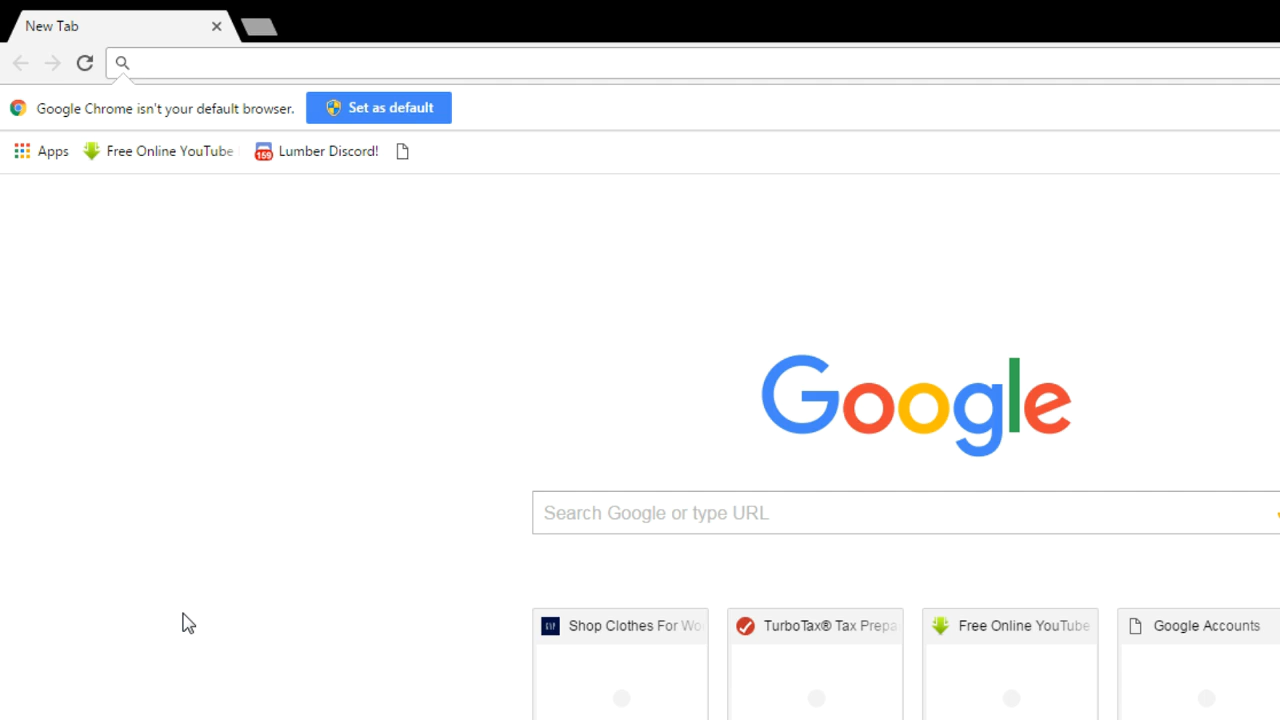 New Tab
Google Chrome isn't your default browser.
Set as default
Apps
Free Online YouTube
159
Lumber Discord!
Google
Search Google or type URL
GAP
Shop Clothes For Wo
TurboTax® Tax Prepa
Free Online YouTube
Google Accounts